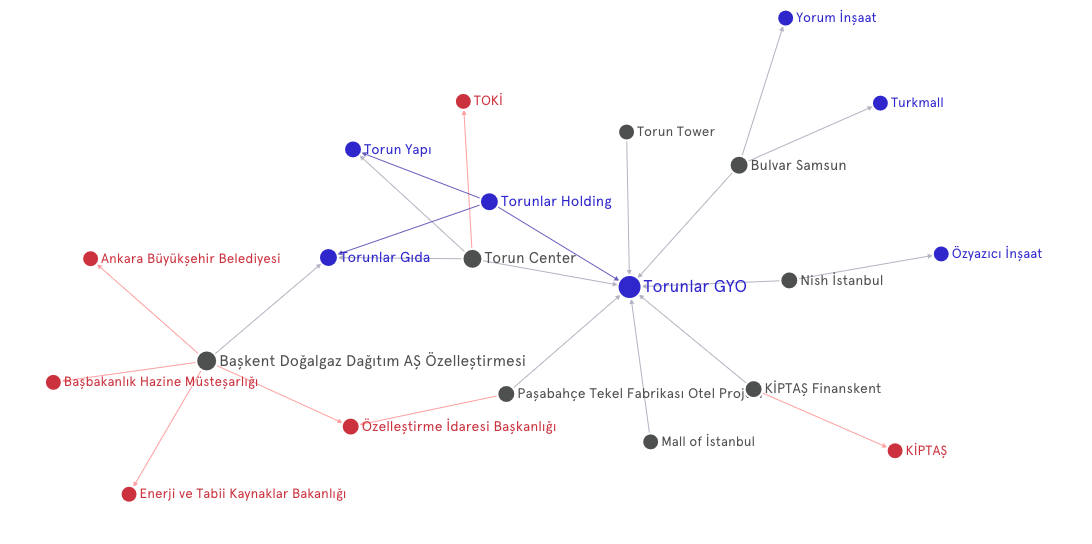 Yorum İnşaat
TOKİ
Turkmall
Torun Tower
Torun Yapı
Bulvar Samsun
Torunlar Holding
Ankara Büyükşehir Belediyesi
Torunlar Gıda
Torun Center
Özyazıcı İnşaat
Nish İstanbul
Torunlar GYO
Başkent Doğalgaz Dağıtım AŞ Özelleştirmesi
Başbakanlık Hazine Müsteşarlığı
Paşabahçe Tekel Fabrikası Otel
KİPTAŞ Finanskent
Özelleştirme İdaresi Başkanlığı
Mall of İstanbul
KİPTAŞ
Enerji ve Tabii Kaynaklar Bakanlığı